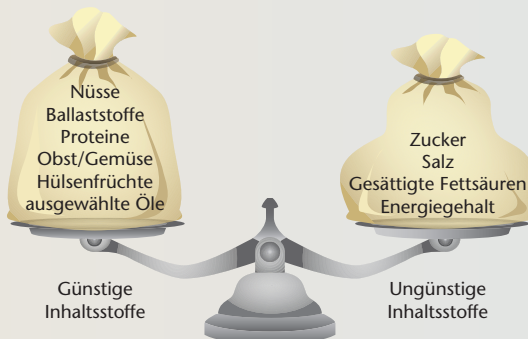 Nüsse
Ballaststoffe
Proteine
Obst/Gemüse
Hülsenfrüchte
ausgewählte Öle
Zucker
Salz
Gesättigte Fettsäuren
Energiegehalt
Günstige
Inhaltsstoffe
Ungünstige
Inhaltsstoffe